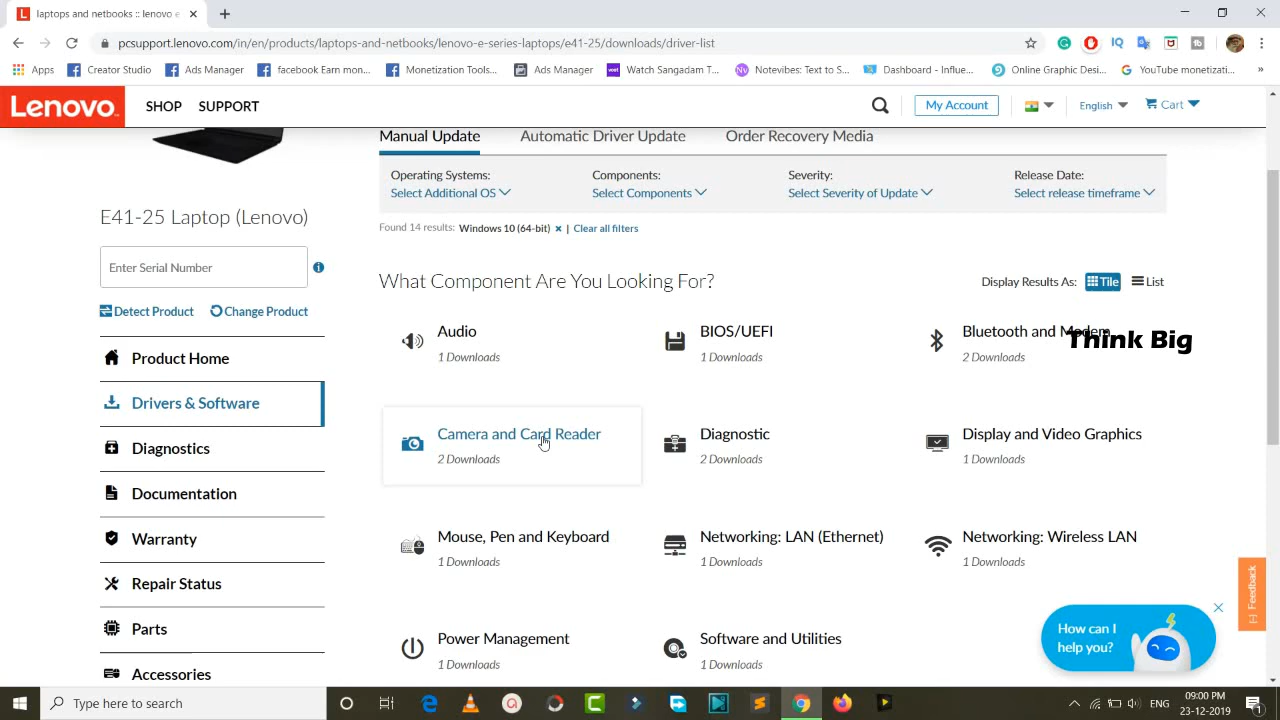 laptops and netbooks :: lenovo e
pcsupport.lenovo.com/in/en/products/laptops-and-netbooks/lenovo-e-series-laptops/e41-25/downloads/driver-list
Apps Creator Studio Ads Manager facebook Earn mon... Monetization Tools... Ads Manager Watch Sangadam T... Notevibes: Text to S... Dashboard - Influe... Online Graphic Des... YouTube monetizati... »
Lenovo SHOP SUPPORT My Account English Cart
Manual Update Automatic Driver Update Order Recovery Media
Operating Systems: Components: Severity: Release Date:
Select Additional OS Select Components Select Severity of Update Select release timeframe
E41-25 Laptop (Lenovo)
Found 14 results: Windows 10 (64-bit) × | Clear all filters
Enter Serial Number
Detect Product Change Product
What Component Are You Looking For? Display Results As: Tile List
Audio
1 Downloads
BIOS/UEFI
1 Downloads
Bluetooth and Modem
2 Downloads
Think Big
Camera and Card Reader
2 Downloads
Diagnostic
2 Downloads
Display and Video Graphics
1 Downloads
Mouse, Pen and Keyboard
1 Downloads
Networking: LAN (Ethernet)
1 Downloads
Networking: Wireless LAN
1 Downloads
Power Management
1 Downloads
Software and Utilities
1 Downloads
Product Home
Drivers & Software
Diagnostics
Documentation
Warranty
Repair Status
Parts
Accessories
[-] Feedback
How can I
help you?
Type here to search
ENG
09:00 PM
23-12-2019